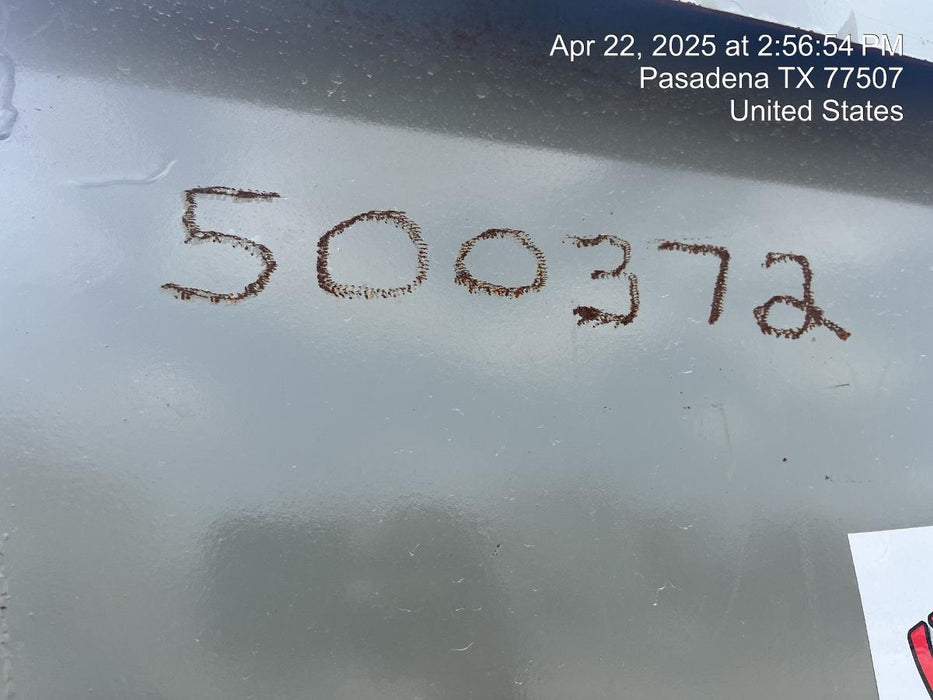 Apr 22, 2025 at 2:56:54 PM
Pasadena TX 77507
United States
500372